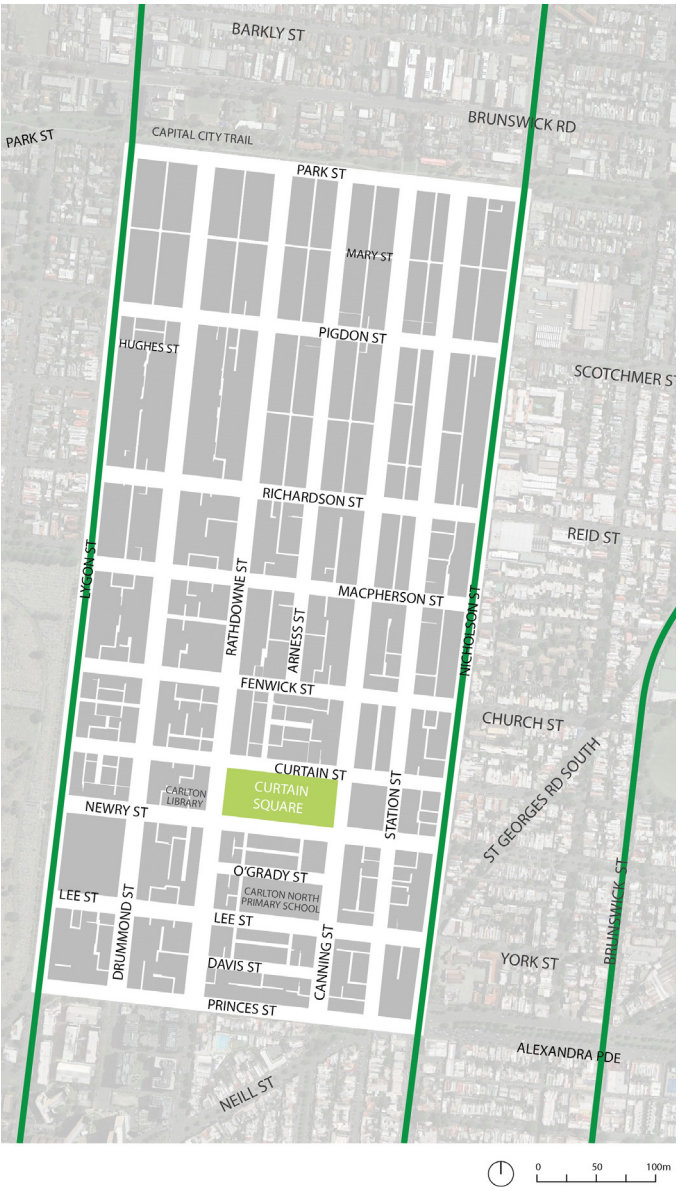 BARKLY ST
BRUNSWICK RD
PARK ST
CAPITAL CITY TRAIL
PARK ST
MARY ST
PIGDON ST
HUGHES ST
SCOTCHMER ST
RICHARDSON ST
REID ST
LYGON ST
RATHDOWNE ST
ARNESS ST
MACPHERSON ST
NICHOLSON ST
FENWICK ST
CHURCH ST
ST GEORGES RD SOUTH
CURTAIN ST
CURTAIN
SQUARE
CARLTON
LIBRARY
STATION ST
NEWRY ST
O'GRADY ST
CARLTON NORTH
PRIMARY SCHOOL
LEE ST
LEE ST
DRUMMOND ST
CANNING ST
BRUNSWICK ST
DAVIS ST
YORK ST
PRINCES ST
ALEXANDRA PDE
NEILL ST
0 50 100m